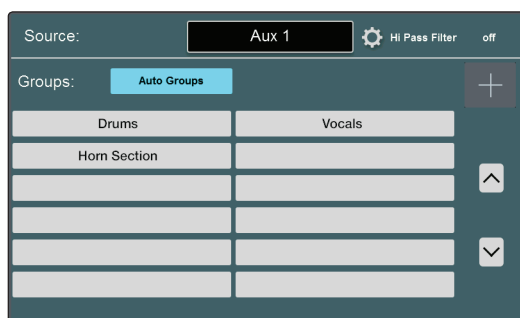 Source: Aux 1 Hi Pass Filter off
Groups: Auto Groups
Drums Vocals
Horn Section